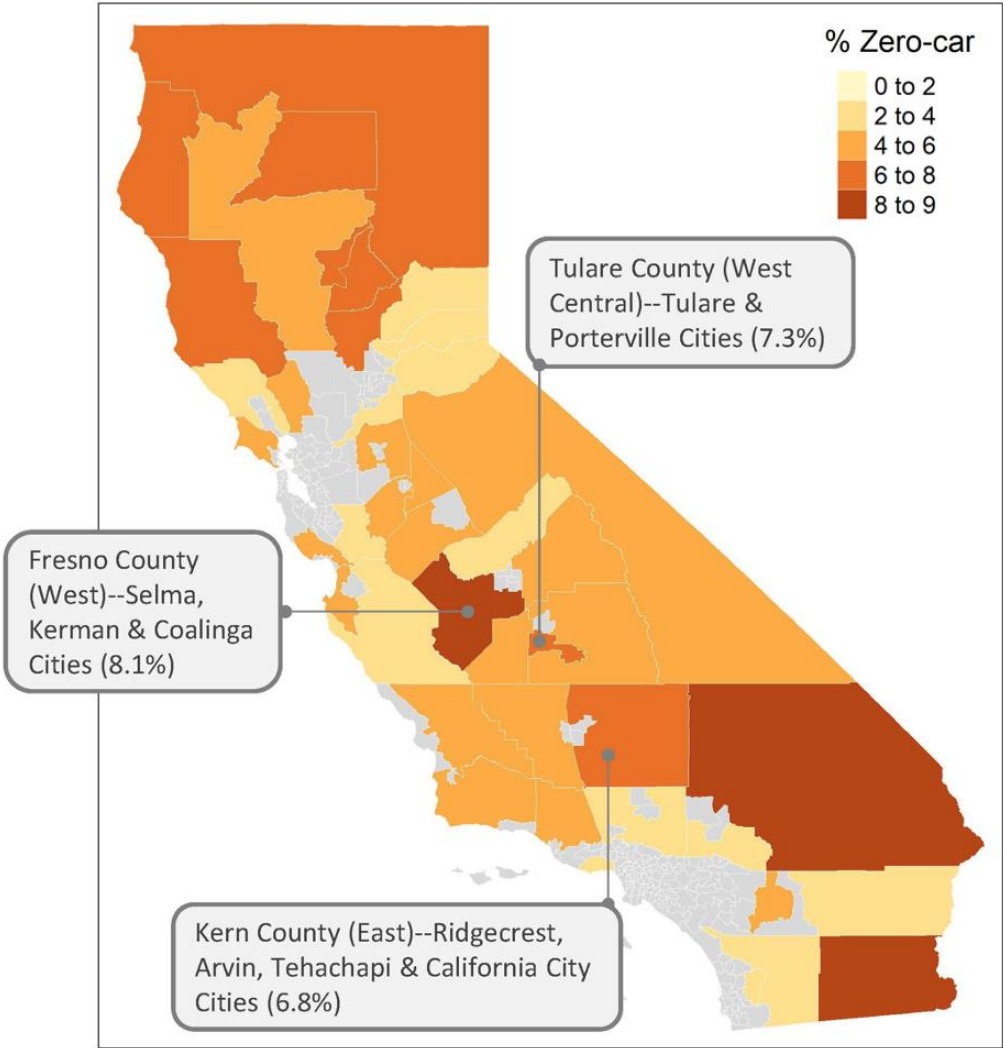 % Zero-car
0 to 2
2 to 4
4 to 6
6 to 8
8 to 9
Tulare County (West
Central)--Tulare &
Porterville Cities (7.3%)
Fresno County
(West)--Selma,
Kerman & Coalinga
Cities (8.1%)
Kern County (East)--Ridgecrest,
Arvin, Tehachapi & California City
Cities (6.8%)